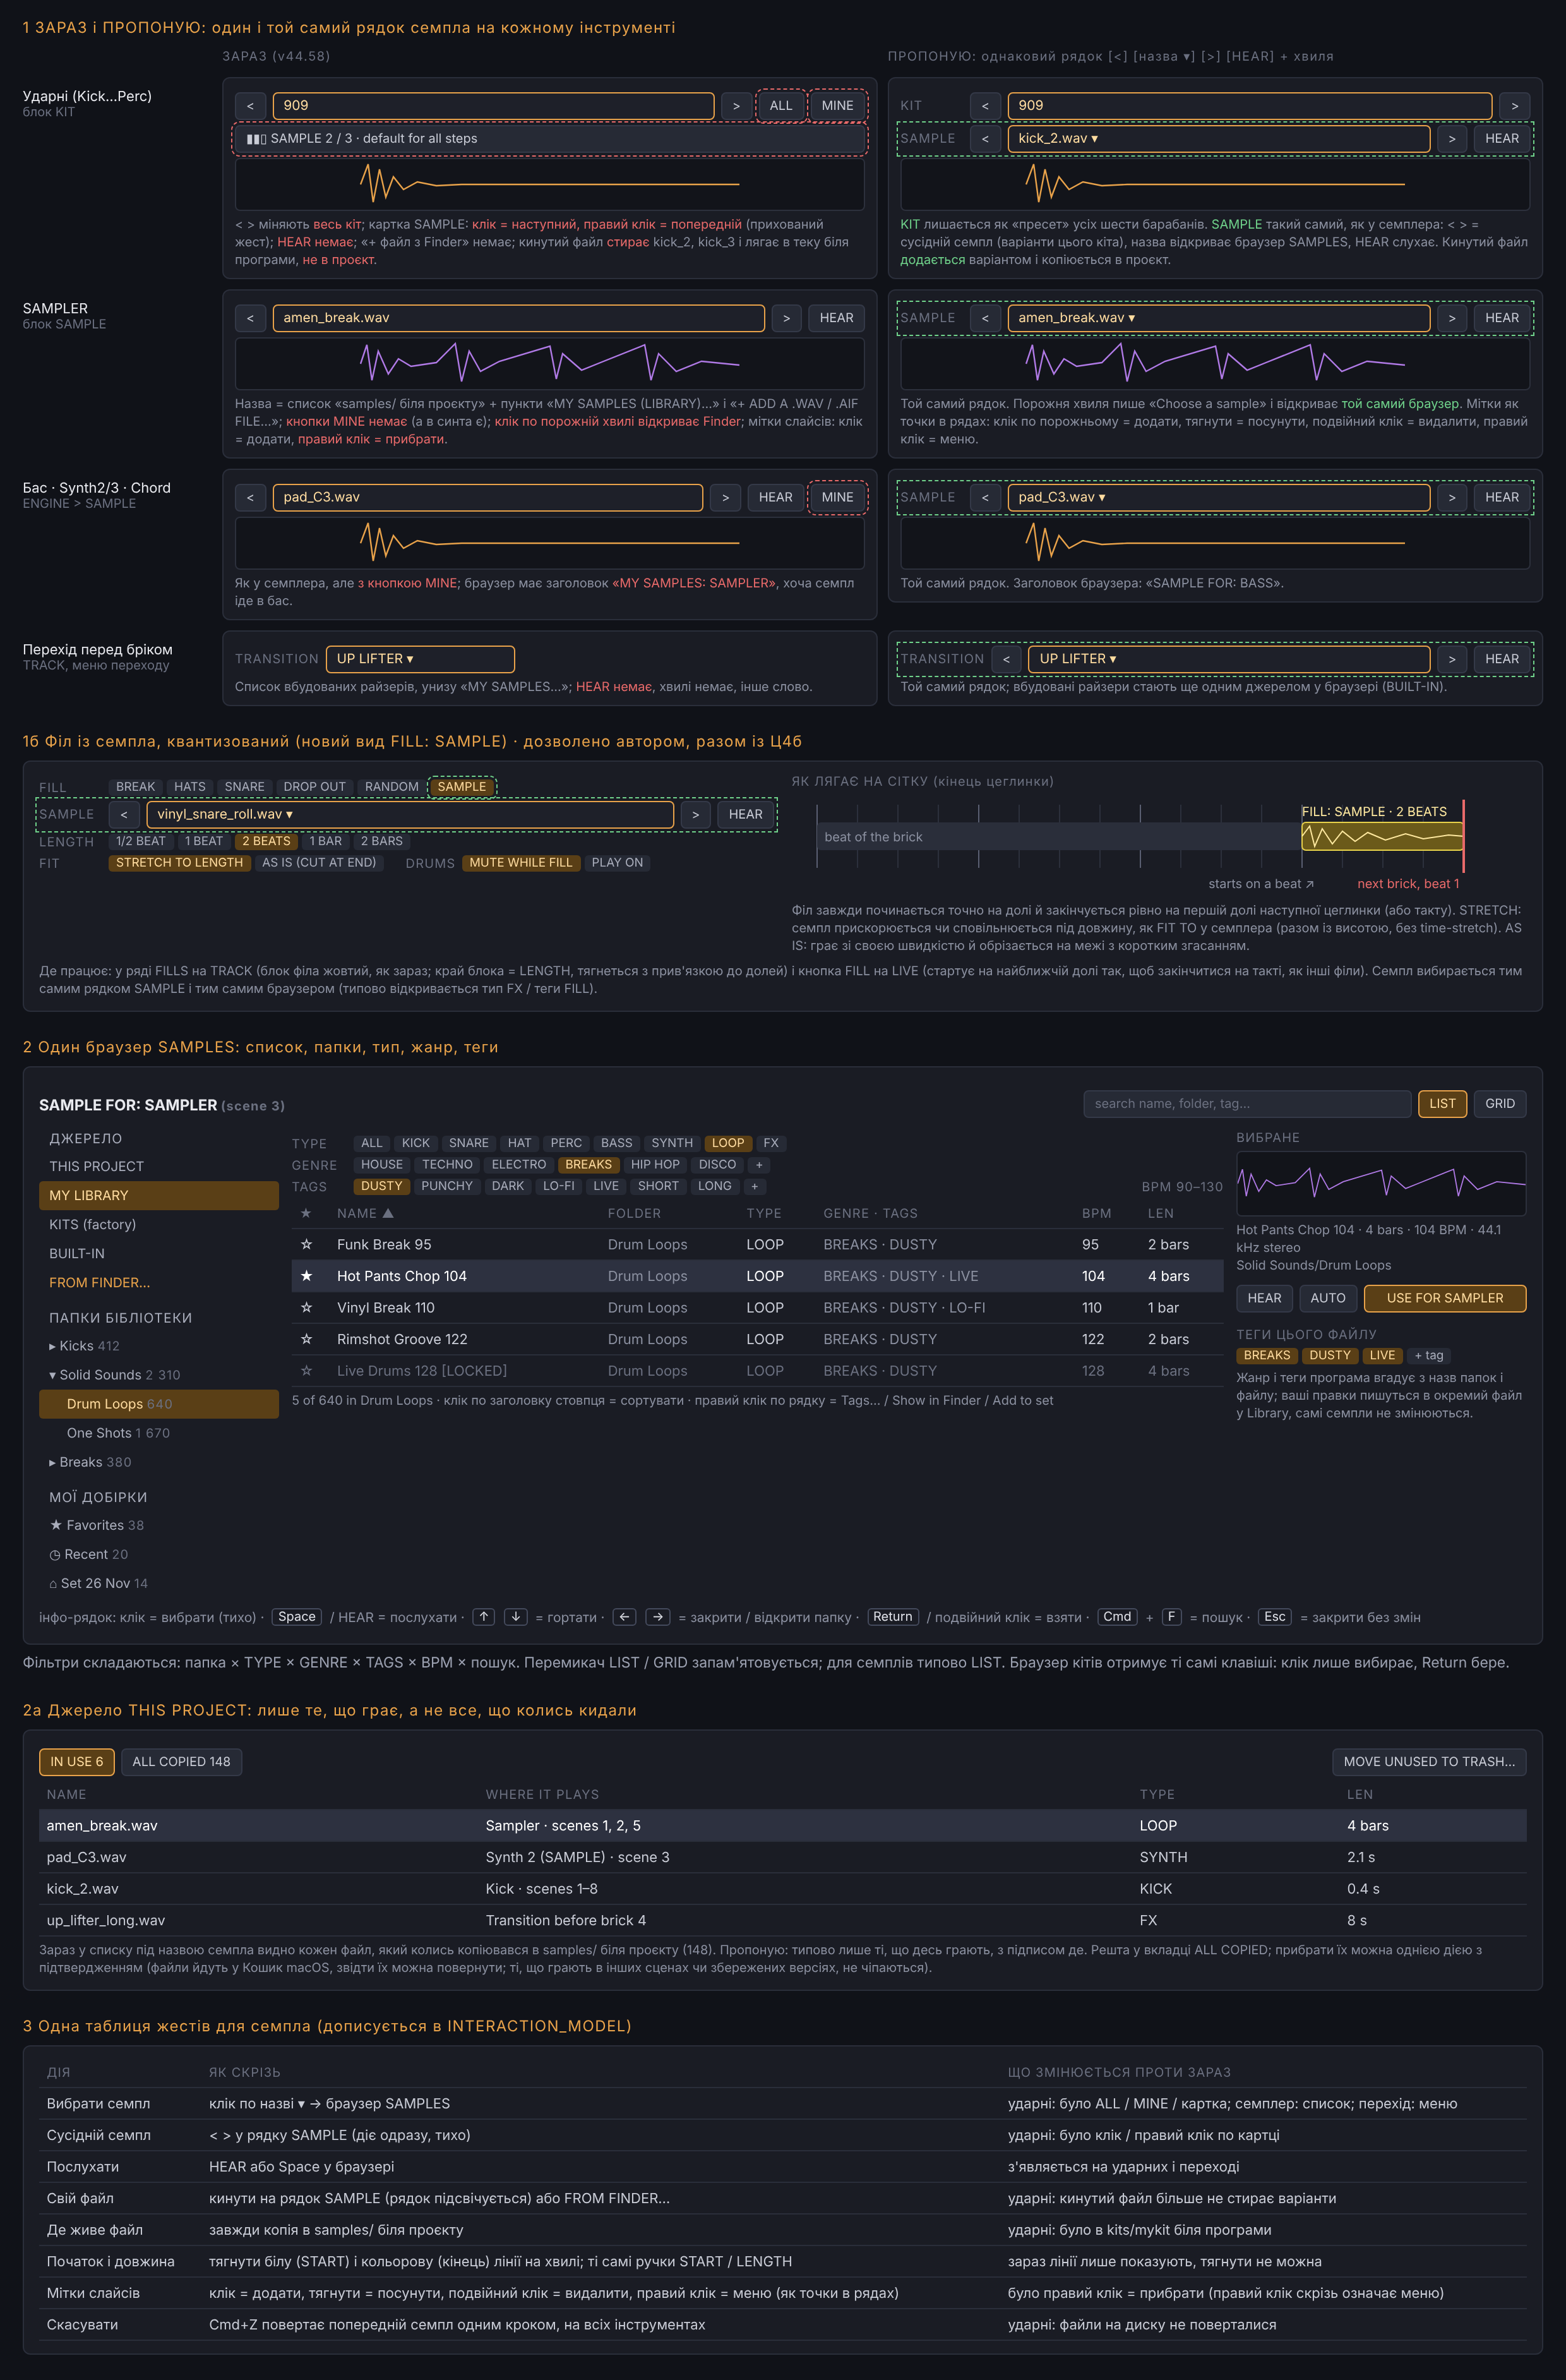 1 ЗАРАЗ і ПРОПОНУЮ: один і той самий рядок семпла на кожному інструменті
ЗАРАЗ (v44.58)
ПРОПОНУЮ: однаковий рядок [<] [назва ▾] [>] [HEAR] + хвиля
Ударні (Kick...Perc)
блок KIT
< 909 > ALL MINE
▮▮▯ SAMPLE 2 / 3 · default for all steps
< > міняють весь кіт; картка SAMPLE: клік = наступний, правий клік = попередній (прихований
жест); HEAR немає; «+ файл з Finder» немає; кинутий файл стирає kick_2, kick_3 і лягає в теку біля
програми, не в проєкт.
KIT < 909 >
SAMPLE < kick_2.wav ▾ > HEAR
KIT лишається як «пресет» усіх шести барабанів. SAMPLE такий самий, як у семплера: < > =
сусідній семпл (варіанти цього кіта), назва відкриває браузер SAMPLES, HEAR слухає. Кинутий файл
додається варіантом і копіюється в проєкт.
SAMPLER
блок SAMPLE
< amen_break.wav > HEAR
Назва = список «samples/ біля проєкту» + пункти «MY SAMPLES (LIBRARY)...» і «+ ADD A .WAV / .AIF
FILE...»; кнопки MINE немає (а в синта є); клік по порожній хвилі відкриває Finder; мітки слайсів: клік
= додати, правий клік = прибрати.
SAMPLE < amen_break.wav ▾ > HEAR
Той самий рядок. Порожня хвиля пише «Choose a sample» і відкриває той самий браузер. Мітки як
точки в рядах: клік по порожньому = додати, тягнути = посунути, подвійний клік = видалити, правий
клік = меню.
Бас · Synth2/3 · Chord
ENGINE > SAMPLE
< pad_C3.wav > HEAR MINE
Як у семплера, але з кнопкою MINE; браузер має заголовок «MY SAMPLES: SAMPLER», хоча семпл
іде в бас.
SAMPLE < pad_C3.wav ▾ > HEAR
Той самий рядок. Заголовок браузера: «SAMPLE FOR: BASS».
Перехід перед бріком
TRACK, меню переходу
TRANSITION UP LIFTER ▾
Список вбудованих райзерів, унизу «MY SAMPLES...»; HEAR немає, хвилі немає, інше слово.
TRANSITION < UP LIFTER ▾ > HEAR
Той самий рядок; вбудовані райзери стають ще одним джерелом у браузері (BUILT-IN).
1б Філ із семпла, квантизований (новий вид FILL: SAMPLE) · дозволено автором, разом із Ц4б
FILL BREAK HATS SNARE DROP OUT RANDOM SAMPLE
SAMPLE < vinyl_snare_roll.wav ▾ > HEAR
LENGTH 1/2 BEAT 1 BEAT 2 BEATS 1 BAR 2 BARS
FIT STRETCH TO LENGTH AS IS (CUT AT END) DRUMS MUTE WHILE FILL PLAY ON
ЯК ЛЯГАЄ НА СІТКУ (кінець цеглинки)
FILL: SAMPLE · 2 BEATS
beat of the brick
starts on a beat ↗ next brick, beat 1
Філ завжди починається точно на долі й закінчується рівно на першій долі наступної цеглинки (або такту). STRETCH:
семпл прискорюється чи сповільнюється під довжину, як FIT TO у семплера (разом із висотою, без time-stretch). AS
IS: грає зі своєю швидкістю й обрізається на межі з коротким згасанням.
Де працює: у ряді FILLS на TRACK (блок філа жовтий, як зараз; край блока = LENGTH, тягнеться з прив'язкою до долей) і кнопка FILL на LIVE (стартує на найближчій долі так, щоб закінчитися на такті, як інші філи). Семпл вибирається тим
самим рядком SAMPLE і тим самим браузером (типово відкривається тип FX / теги FILL).
2 Один браузер SAMPLES: список, папки, тип, жанр, теги
SAMPLE FOR: SAMPLER (scene 3)
search name, folder, tag... LIST GRID
ДЖЕРЕЛО
THIS PROJECT
MY LIBRARY
KITS (factory)
BUILT-IN
FROM FINDER...
ПАПКИ БІБЛІОТЕКИ
▸ Kicks 412
▾ Solid Sounds 2 310
Drum Loops 640
One Shots 1 670
▸ Breaks 380
МОЇ ДОБІРКИ
★ Favorites 38
◷ Recent 20
⌂ Set 26 Nov 14
TYPE ALL KICK SNARE HAT PERC BASS SYNTH LOOP FX
GENRE HOUSE TECHNO ELECTRO BREAKS HIP HOP DISCO +
TAGS DUSTY PUNCHY DARK LO-FI LIVE SHORT LONG + BPM 90–130
★ NAME ▲ FOLDER TYPE GENRE · TAGS BPM LEN
☆ Funk Break 95 Drum Loops LOOP BREAKS · DUSTY 95 2 bars
★ Hot Pants Chop 104 Drum Loops LOOP BREAKS · DUSTY · LIVE 104 4 bars
☆ Vinyl Break 110 Drum Loops LOOP BREAKS · DUSTY · LO-FI 110 1 bar
☆ Rimshot Groove 122 Drum Loops LOOP BREAKS · DUSTY 122 2 bars
☆ Live Drums 128 [LOCKED] Drum Loops LOOP BREAKS · DUSTY 128 4 bars
5 of 640 in Drum Loops · клік по заголовку стовпця = сортувати · правий клік по рядку = Tags... / Show in Finder / Add to set
ВИБРАНЕ
Hot Pants Chop 104 · 4 bars · 104 BPM · 44.1
kHz stereo
Solid Sounds/Drum Loops
HEAR AUTO USE FOR SAMPLER
ТЕГИ ЦЬОГО ФАЙЛУ
BREAKS DUSTY LIVE + tag
Жанр і теги програма вгадує з назв папок і
файлу; ваші правки пишуться в окремий файл
у Library, самі семпли не змінюються.
інфо-рядок: клік = вибрати (тихо) · Space / HEAR = послухати · ↑ ↓ = гортати · ← → = закрити / відкрити папку · Return / подвійний клік = взяти · Cmd + F = пошук · Esc = закрити без змін
Фільтри складаються: папка × TYPE × GENRE × TAGS × BPM × пошук. Перемикач LIST / GRID запам'ятовується; для семплів типово LIST. Браузер кітів отримує ті самі клавіші: клік лише вибирає, Return бере.
2а Джерело THIS PROJECT: лише те, що грає, а не все, що колись кидали
IN USE 6 ALL COPIED 148 MOVE UNUSED TO TRASH...
NAME WHERE IT PLAYS TYPE LEN
amen_break.wav Sampler · scenes 1, 2, 5 LOOP 4 bars
pad_C3.wav Synth 2 (SAMPLE) · scene 3 SYNTH 2.1 s
kick_2.wav Kick · scenes 1–8 KICK 0.4 s
up_lifter_long.wav Transition before brick 4 FX 8 s
Зараз у списку під назвою семпла видно кожен файл, який колись копіювався в samples/ біля проєкту (148). Пропоную: типово лише ті, що десь грають, з підписом де. Решта у вкладці ALL COPIED; прибрати їх можна однією дією з
підтвердженням (файли йдуть у Кошик macOS, звідти їх можна повернути; ті, що грають в інших сценах чи збережених версіях, не чіпаються).
3 Одна таблиця жестів для семпла (дописується в INTERACTION_MODEL)
ДІЯ ЯК СКРІЗЬ ЩО ЗМІНЮЄТЬСЯ ПРОТИ ЗАРАЗ
Вибрати семпл клік по назві ▾ → браузер SAMPLES ударні: було ALL / MINE / картка; семплер: список; перехід: меню
Сусідній семпл < > у рядку SAMPLE (діє одразу, тихо) ударні: було клік / правий клік по картці
Послухати HEAR або Space у браузері з'являється на ударних і переході
Свій файл кинути на рядок SAMPLE (рядок підсвічується) або FROM FINDER... ударні: кинутий файл більше не стирає варіанти
Де живе файл завжди копія в samples/ біля проєкту ударні: було в kits/mykit біля програми
Початок і довжина тягнути білу (START) і кольорову (кінець) лінії на хвилі; ті самі ручки START / LENGTH зараз лінії лише показують, тягнути не можна
Мітки слайсів клік = додати, тягнути = посунути, подвійний клік = видалити, правий клік = меню (як точки в рядах) було правий клік = прибрати (правий клік скрізь означає меню)
Скасувати Cmd+Z повертає попередній семпл одним кроком, на всіх інструментах ударні: файли на диску не поверталися